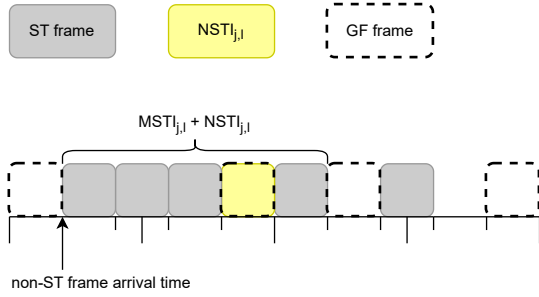 ST frame
NSTI_{j,l}
GF frame
MSTI_{j,l} + NSTI_{j,l}
non-ST frame arrival time